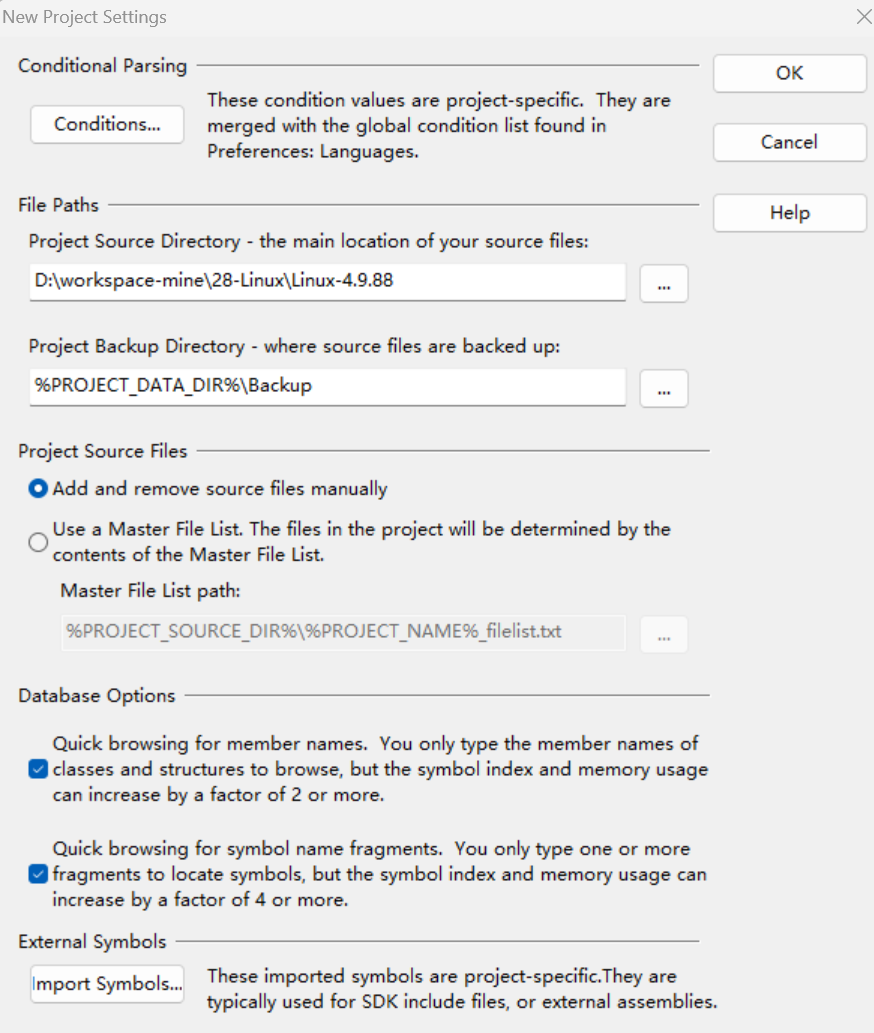 New Project Settings
Conditional Parsing
OK
Conditions...
These condition values are project-specific.  They are
merged with the global condition list found in
Preferences: Languages.
Cancel
File Paths
Help
Project Source Directory - the main location of your source files:
D:\workspace-mine\28-Linux\Linux-4.9.88
...
Project Backup Directory - where source files are backed up:
%PROJECT_DATA_DIR%\Backup
...
Project Source Files
Add and remove source files manually
Use a Master File List. The files in the project will be determined by the
contents of the Master File List.
Master File List path:
%PROJECT_SOURCE_DIR%\%PROJECT_NAME%_filelist.txt
...
Database Options
Quick browsing for member names.  You only type the member names of
classes and structures to browse, but the symbol index and memory usage
can increase by a factor of 2 or more.
Quick browsing for symbol name fragments.  You only type one or more
fragments to locate symbols, but the symbol index and memory usage can
increase by a factor of 4 or more.
External Symbols
Import Symbols...
These imported symbols are project-specific.They are
typically used for SDK include files, or external assemblies.